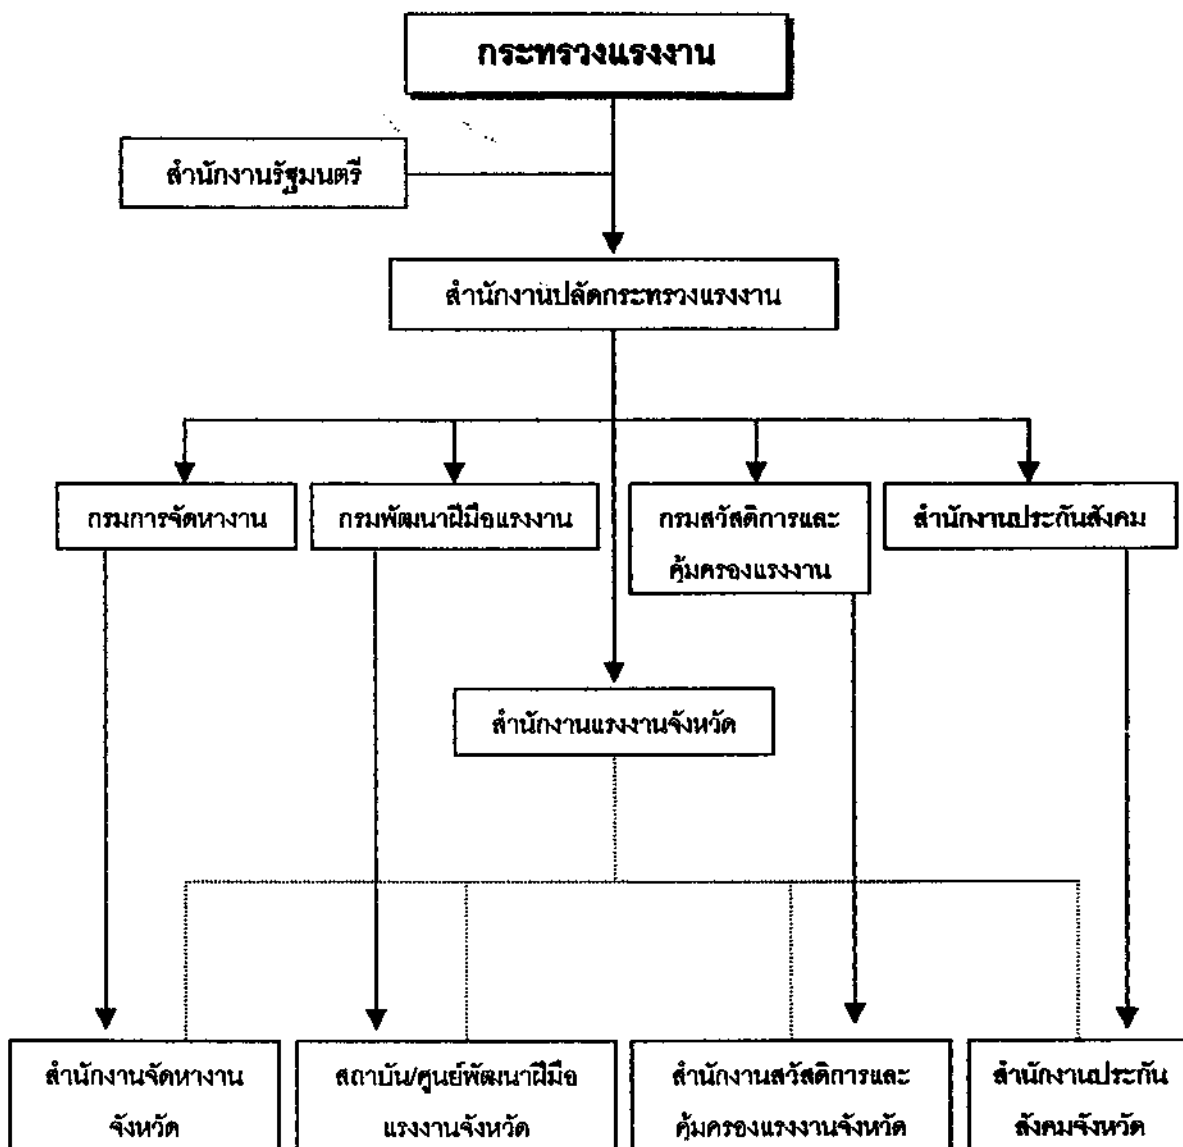 กระทรวงแรงงาน
สำนักงานรัฐมนตรี
สำนักงานปลัดกระทรวงแรงงาน
กรมการจัดหางาน
กรมพัฒนาฝีมือแรงงาน
กรมสวัสดิการและ
คุ้มครองแรงงาน
สำนักงานประกันสังคม
สำนักงานแรงงานจังหวัด
สำนักงานจัดหางาน
จังหวัด
สถาบัน/ศูนย์พัฒนาฝีมือ
แรงงานจังหวัด
สำนักงานสวัสดิการและ
คุ้มครองแรงงานจังหวัด
สำนักงานประกัน
สังคมจังหวัด